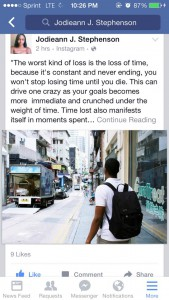 Sprint LTE 10:26 PM 97%
Jodieann J. Stephenson
Jodieann J. Stephenson
2 hrs · Instagram ·
"The worst kind of loss is the loss of time,
because it's constant and never ending, you
won't stop losing time until you die. This can
drive one crazy as your goals becomes
more immediate and crunched under the
weight of time. Time lost also manifests
itself in moments spent... Continue Reading
9 Likes
Like Comment Share
News Feed Requests Messenger Notifications More